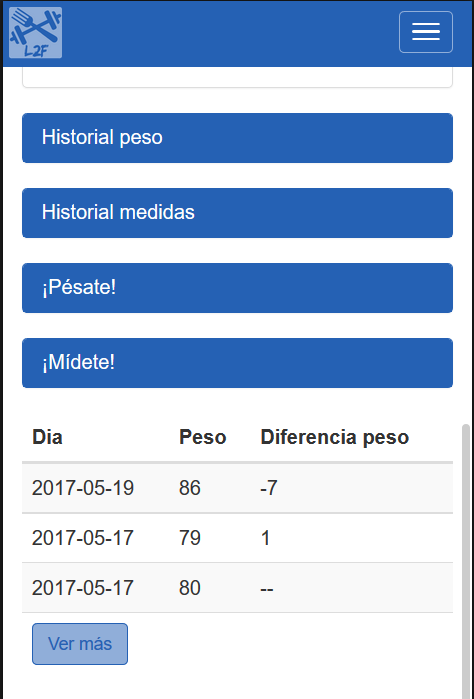 L2F
Historial peso
Historial medidas
¡Pésate!
¡Mídete!
Dia Peso Diferencia peso
2017-05-19 86 -7
2017-05-17 79 1
2017-05-17 80 --
Ver más